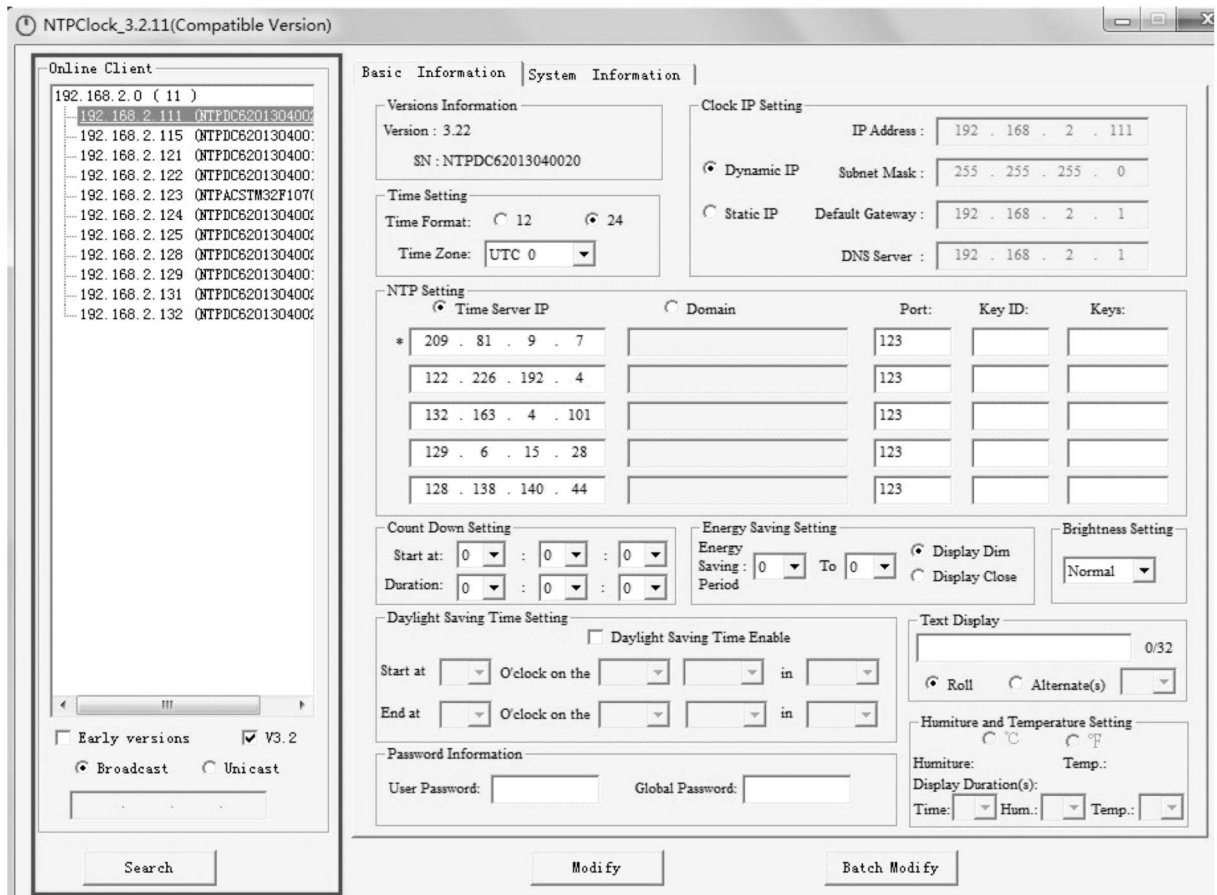 NTPClock_3.2.11(Compatible Version)
Online Client
192.168.2.0 ( 11 )
192.168.2.111 (NTPDC6201304002
192.168.2.115 (NTPDC6201304001
192.168.2.121 (NTPDC6201304001
192.168.2.122 (NTPDC6201304001
192.168.2.123 (NTPACSTM32F107(
192.168.2.124 (NTPDC6201304002
192.168.2.125 (NTPDC6201304002
192.168.2.128 (NTPDC6201304002
192.168.2.129 (NTPDC6201304001
192.168.2.131 (NTPDC6201304002
192.168.2.132 (NTPDC6201304002
Early versions V3.2
Broadcast Unicast
. . .
Search
Basic Information System Information
Versions Information
Version : 3.22
SN : NTPDC62013040020
Time Setting
Time Format: 12 24
Time Zone: UTC 0
Clock IP Setting
IP Address : 192 . 168 . 2 . 111
Dynamic IP Subnet Mask : 255 . 255 . 255 . 0
Static IP Default Gateway : 192 . 168 . 2 . 1
DNS Server : 192 . 168 . 2 . 1
NTP Setting
Time Server IP Domain Port: Key ID: Keys:
* 209 . 81 . 9 . 7 123
122 . 226 . 192 . 4 123
132 . 163 . 4 . 101 123
129 . 6 . 15 . 28 123
128 . 138 . 140 . 44 123
Count Down Setting
Start at: 0 : 0 : 0
Duration: 0 : 0 : 0
Energy Saving Setting
Energy
Saving : 0 To 0
Period
Display Dim
Display Close
Brightness Setting
Normal
Daylight Saving Time Setting
Daylight Saving Time Enable
Start at O'clock on the in
End at O'clock on the in
Text Display
0/32
Roll Alternate(s)
Password Information
User Password: Global Password:
Humiture and Temperature Setting
℃ ℉
Humiture: Temp.:
Display Duration(s):
Time: Hum.: Temp.:
Modify Batch Modify